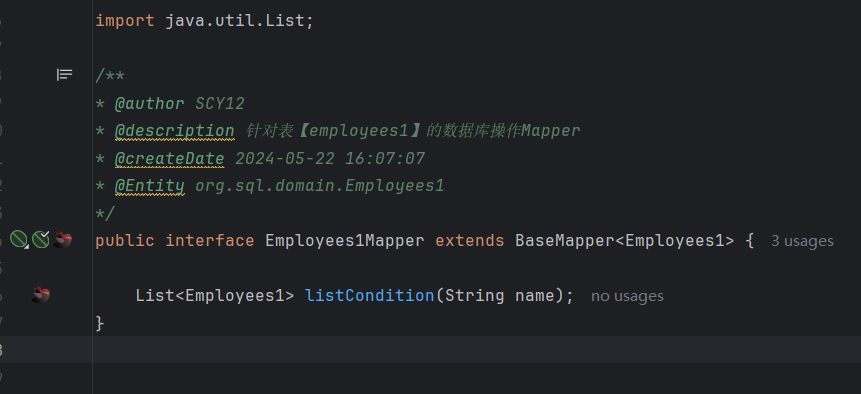 import java.util.List;
/**
* @author SCY12
* @description 针对表【employees1】的数据库操作Mapper
* @createDate 2024-05-22 16:07:07
* @Entity org.sql.domain.Employees1
*/
public interface Employees1Mapper extends BaseMapper<Employees1> { 3 usages
List<Employees1> listCondition(String name); no usages
}